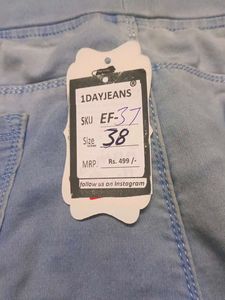 1DAYJEANS ®
SKU EF-37
Size 38
MRP Rs. 499 /-
follow us on Instagram